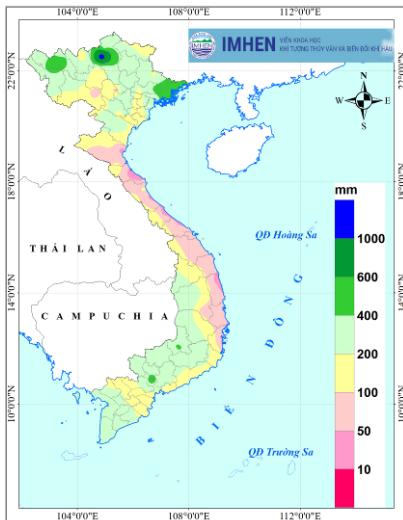 IMHEN
VIỆN KHOA HỌC
KHÍ TƯỢNG THỦY VĂN VÀ BIẾN ĐỔI KHÍ HẬU
104°0'0"E 108°0'0"E 112°0'0"E
22°0'0"N 22°0'0"N
N
W E
S
LÀO
18°0'0"N 18°0'0"N
mm
QĐ Hoàng Sa
THÁI LAN
1000
600
14°0'0"N 14°0'0"N
CAMPUCHIA
400
200
100
BIỂN ĐÔNG
10°0'0"N 10°0'0"N
50
QĐ Trường Sa
10
104°0'0"E 108°0'0"E 112°0'0"E